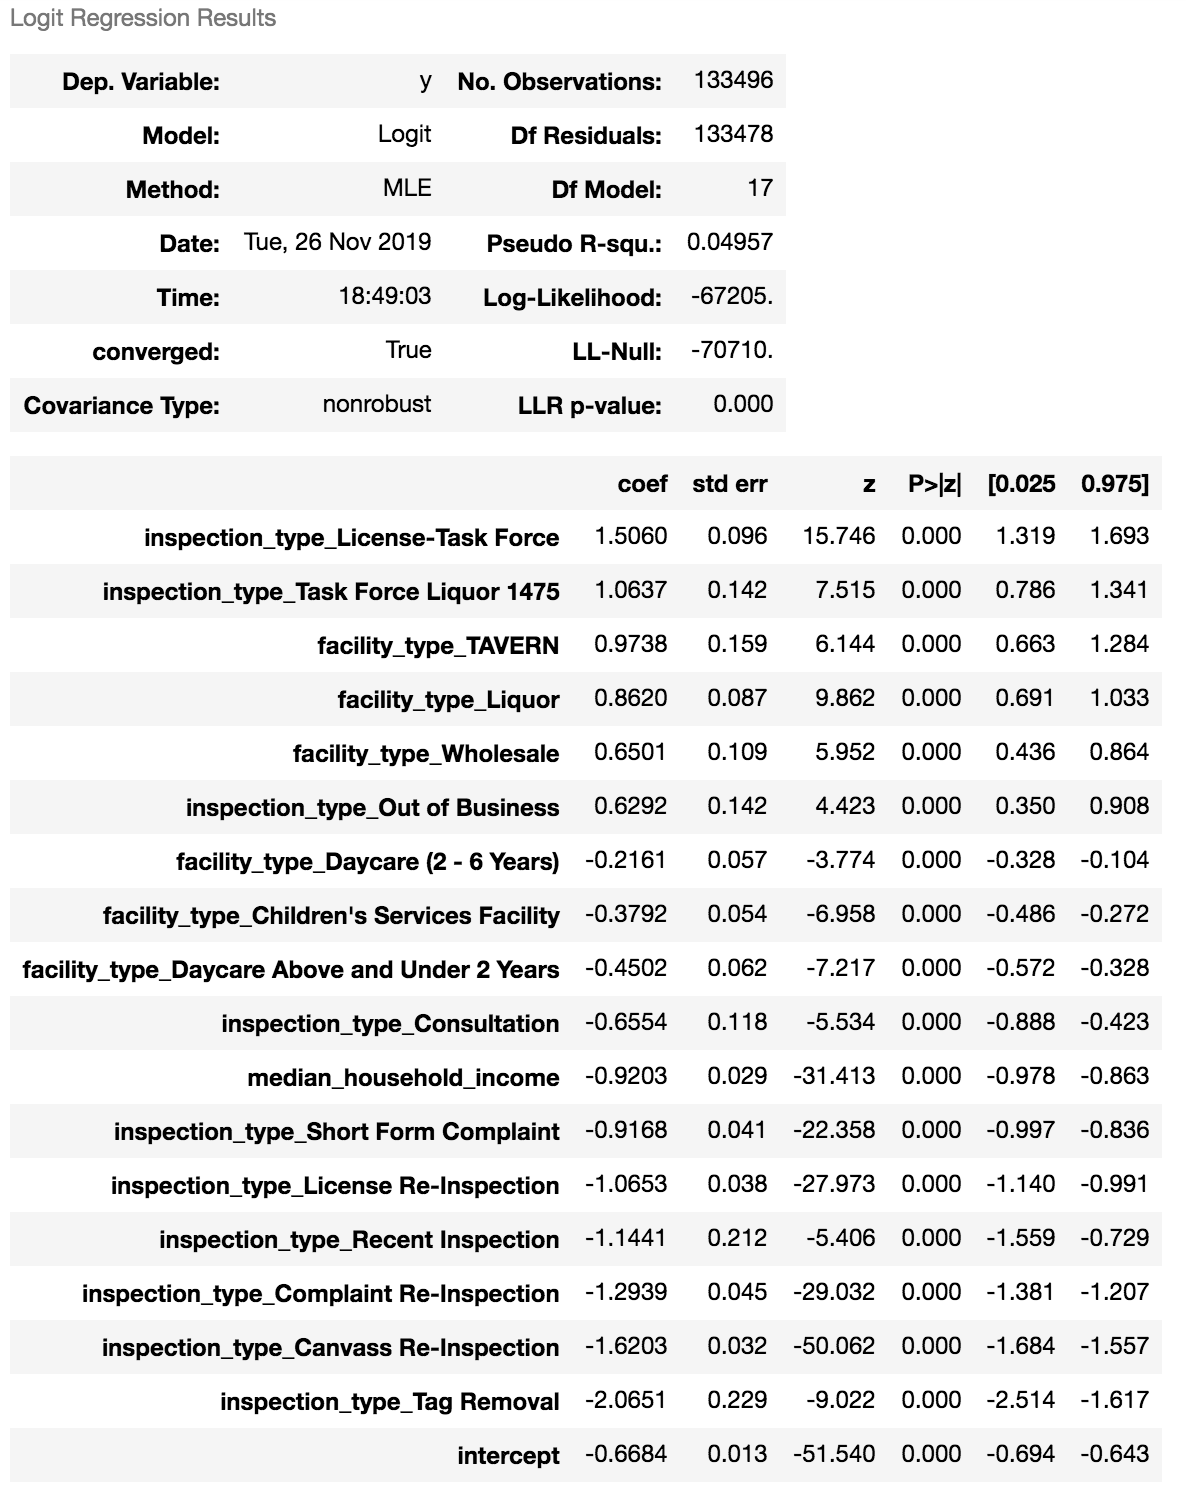 Logit Regression Results
Dep. Variable: y No. Observations: 133496
Model: Logit Df Residuals: 133478
Method: MLE Df Model: 17
Date: Tue, 26 Nov 2019 Pseudo R-squ.: 0.04957
Time: 18:49:03 Log-Likelihood: -67205.
converged: True LL-Null: -70710.
Covariance Type: nonrobust LLR p-value: 0.000
coef std err z P>|z| [0.025 0.975]
inspection_type_License-Task Force 1.5060 0.096 15.746 0.000 1.319 1.693
inspection_type_Task Force Liquor 1475 1.0637 0.142 7.515 0.000 0.786 1.341
facility_type_TAVERN 0.9738 0.159 6.144 0.000 0.663 1.284
facility_type_Liquor 0.8620 0.087 9.862 0.000 0.691 1.033
facility_type_Wholesale 0.6501 0.109 5.952 0.000 0.436 0.864
inspection_type_Out of Business 0.6292 0.142 4.423 0.000 0.350 0.908
facility_type_Daycare (2 - 6 Years) -0.2161 0.057 -3.774 0.000 -0.328 -0.104
facility_type_Children's Services Facility -0.3792 0.054 -6.958 0.000 -0.486 -0.272
facility_type_Daycare Above and Under 2 Years -0.4502 0.062 -7.217 0.000 -0.572 -0.328
inspection_type_Consultation -0.6554 0.118 -5.534 0.000 -0.888 -0.423
median_household_income -0.9203 0.029 -31.413 0.000 -0.978 -0.863
inspection_type_Short Form Complaint -0.9168 0.041 -22.358 0.000 -0.997 -0.836
inspection_type_License Re-Inspection -1.0653 0.038 -27.973 0.000 -1.140 -0.991
inspection_type_Recent Inspection -1.1441 0.212 -5.406 0.000 -1.559 -0.729
inspection_type_Complaint Re-Inspection -1.2939 0.045 -29.032 0.000 -1.381 -1.207
inspection_type_Canvass Re-Inspection -1.6203 0.032 -50.062 0.000 -1.684 -1.557
inspection_type_Tag Removal -2.0651 0.229 -9.022 0.000 -2.514 -1.617
intercept -0.6684 0.013 -51.540 0.000 -0.694 -0.643